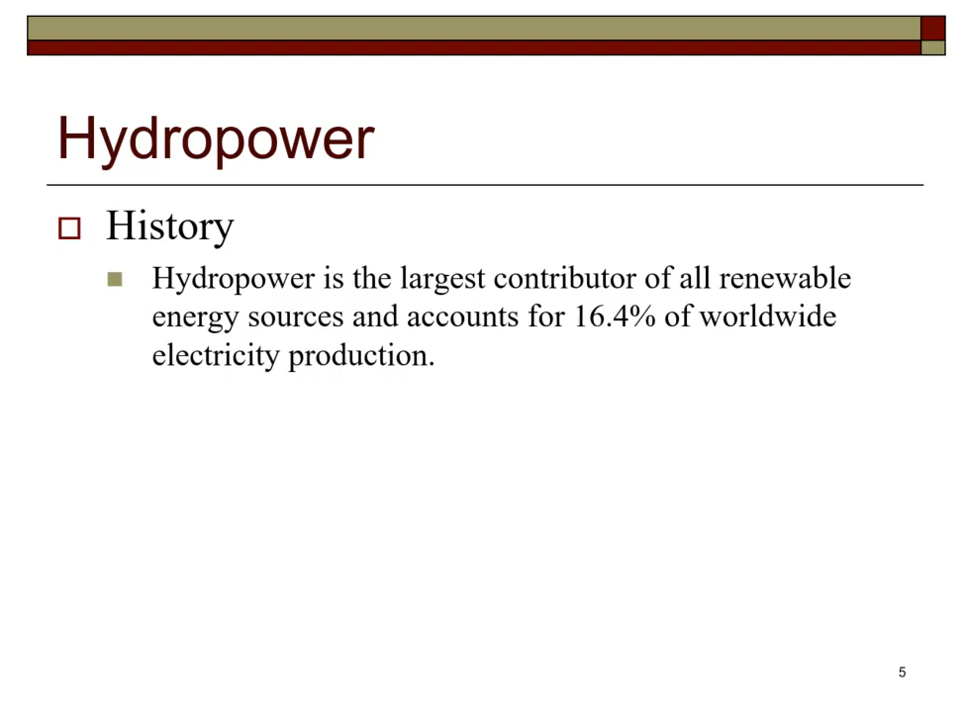 Hydropower
History
Hydropower is the largest contributor of all renewable
energy sources and accounts for 16.4% of worldwide
electricity production.
5